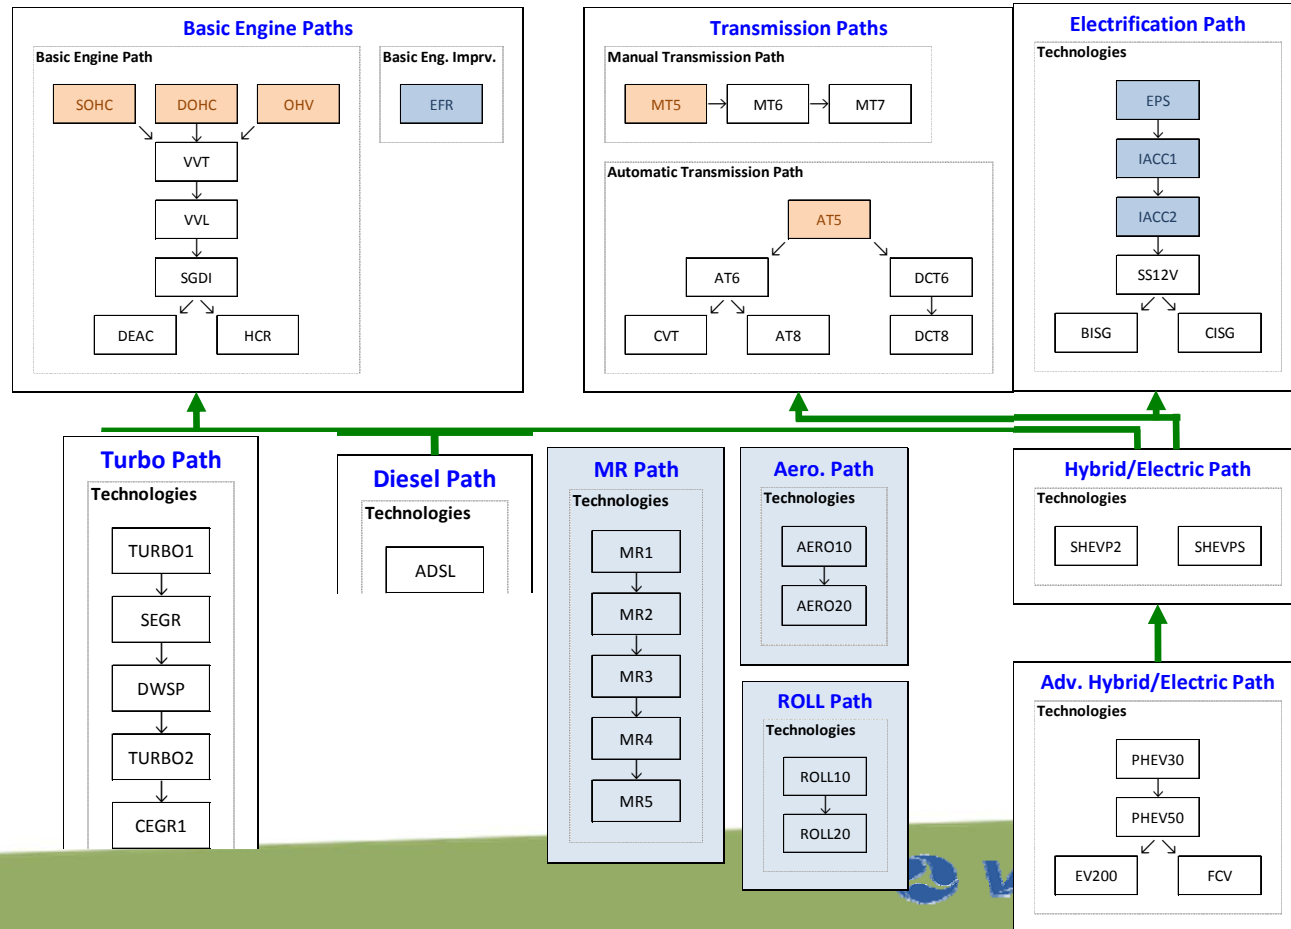 Basic Engine Paths
Basic Engine Path
SOHC
DOHC
OHV
VVT
VVL
SGDI
DEAC
HCR
Basic Eng. Imprv.
EFR
Transmission Paths
Manual Transmission Path
MT5
MT6
MT7
Automatic Transmission Path
AT5
AT6
DCT6
CVT
AT8
DCT8
Electrification Path
Technologies
EPS
IACC1
IACC2
SS12V
BISG
CISG
Turbo Path
Technologies
TURBO1
SEGR
DWSP
TURBO2
CEGR1
Diesel Path
Technologies
ADSL
MR Path
Technologies
MR1
MR2
MR3
MR4
MR5
Aero. Path
Technologies
AERO10
AERO20
ROLL Path
Technologies
ROLL10
ROLL20
Hybrid/Electric Path
Technologies
SHEVP2
SHEVPS
Adv. Hybrid/Electric Path
Technologies
PHEV30
PHEV50
EV200
FCV